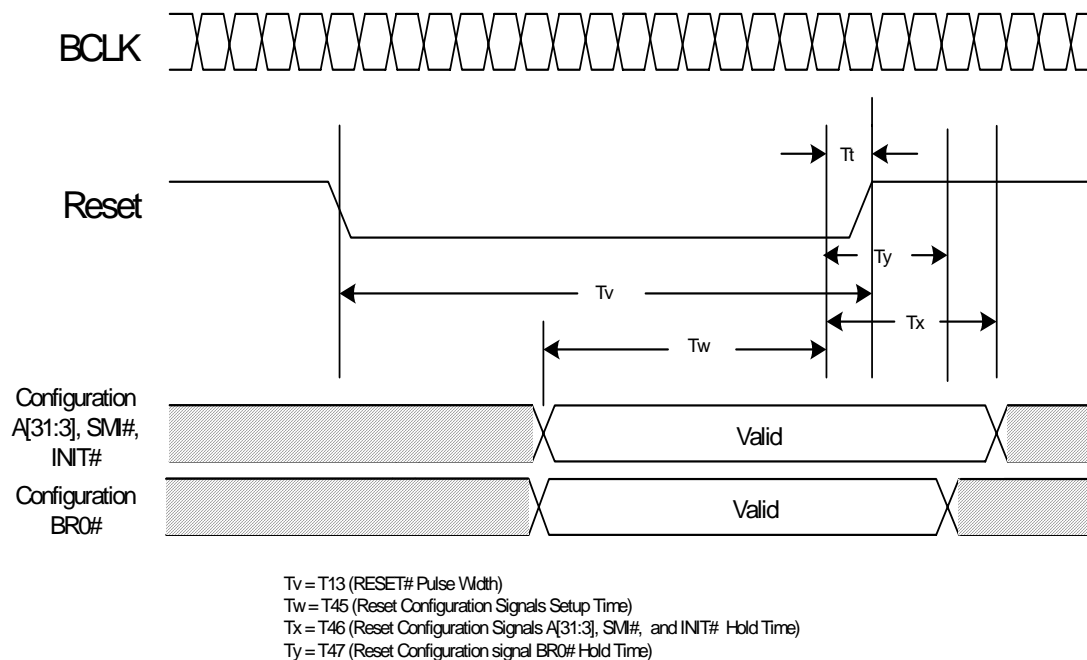 BCLK
Tt
Reset
Ty
Tv
Tx
Tw
Configuration
A[31:3], SMI#,
INIT#
Valid
Configuration
BR0#
Valid
Tv = T13 (RESET# Pulse Width)
Tw = T45 (Reset Configuration Signals Setup Time)
Tx = T46 (Reset Configuration Signals A[31:3], SMI#, and INIT# Hold Time)
Ty = T47 (Reset Configuration signal BR0# Hold Time)